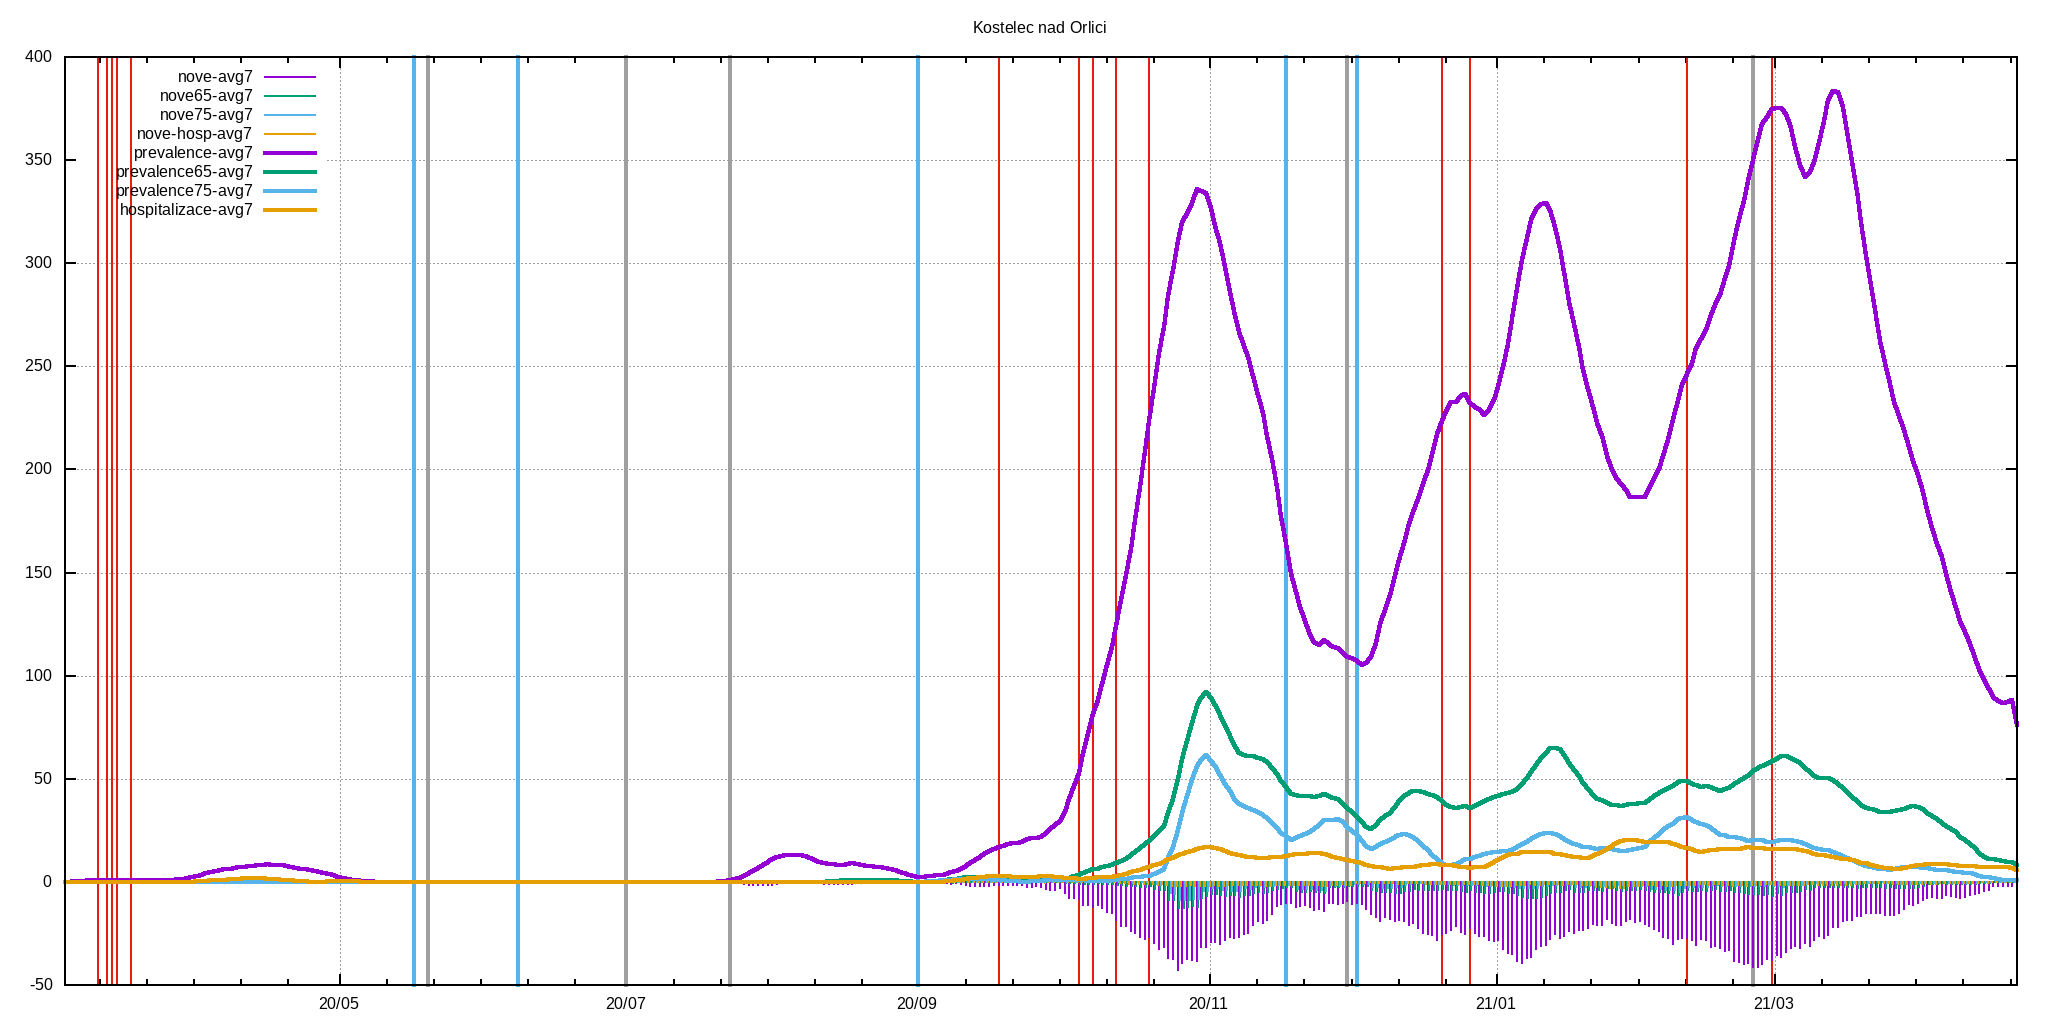 Kostelec nad Orlici
400
350
300
250
200
150
100
50
0
-50
nove-avg7
nove65-avg7
nove75-avg7
nove-hosp-avg7
prevalence-avg7
prevalence65-avg7
prevalence75-avg7
hospitalizace-avg7
20/05 20/07 20/09 20/11 21/01 21/03